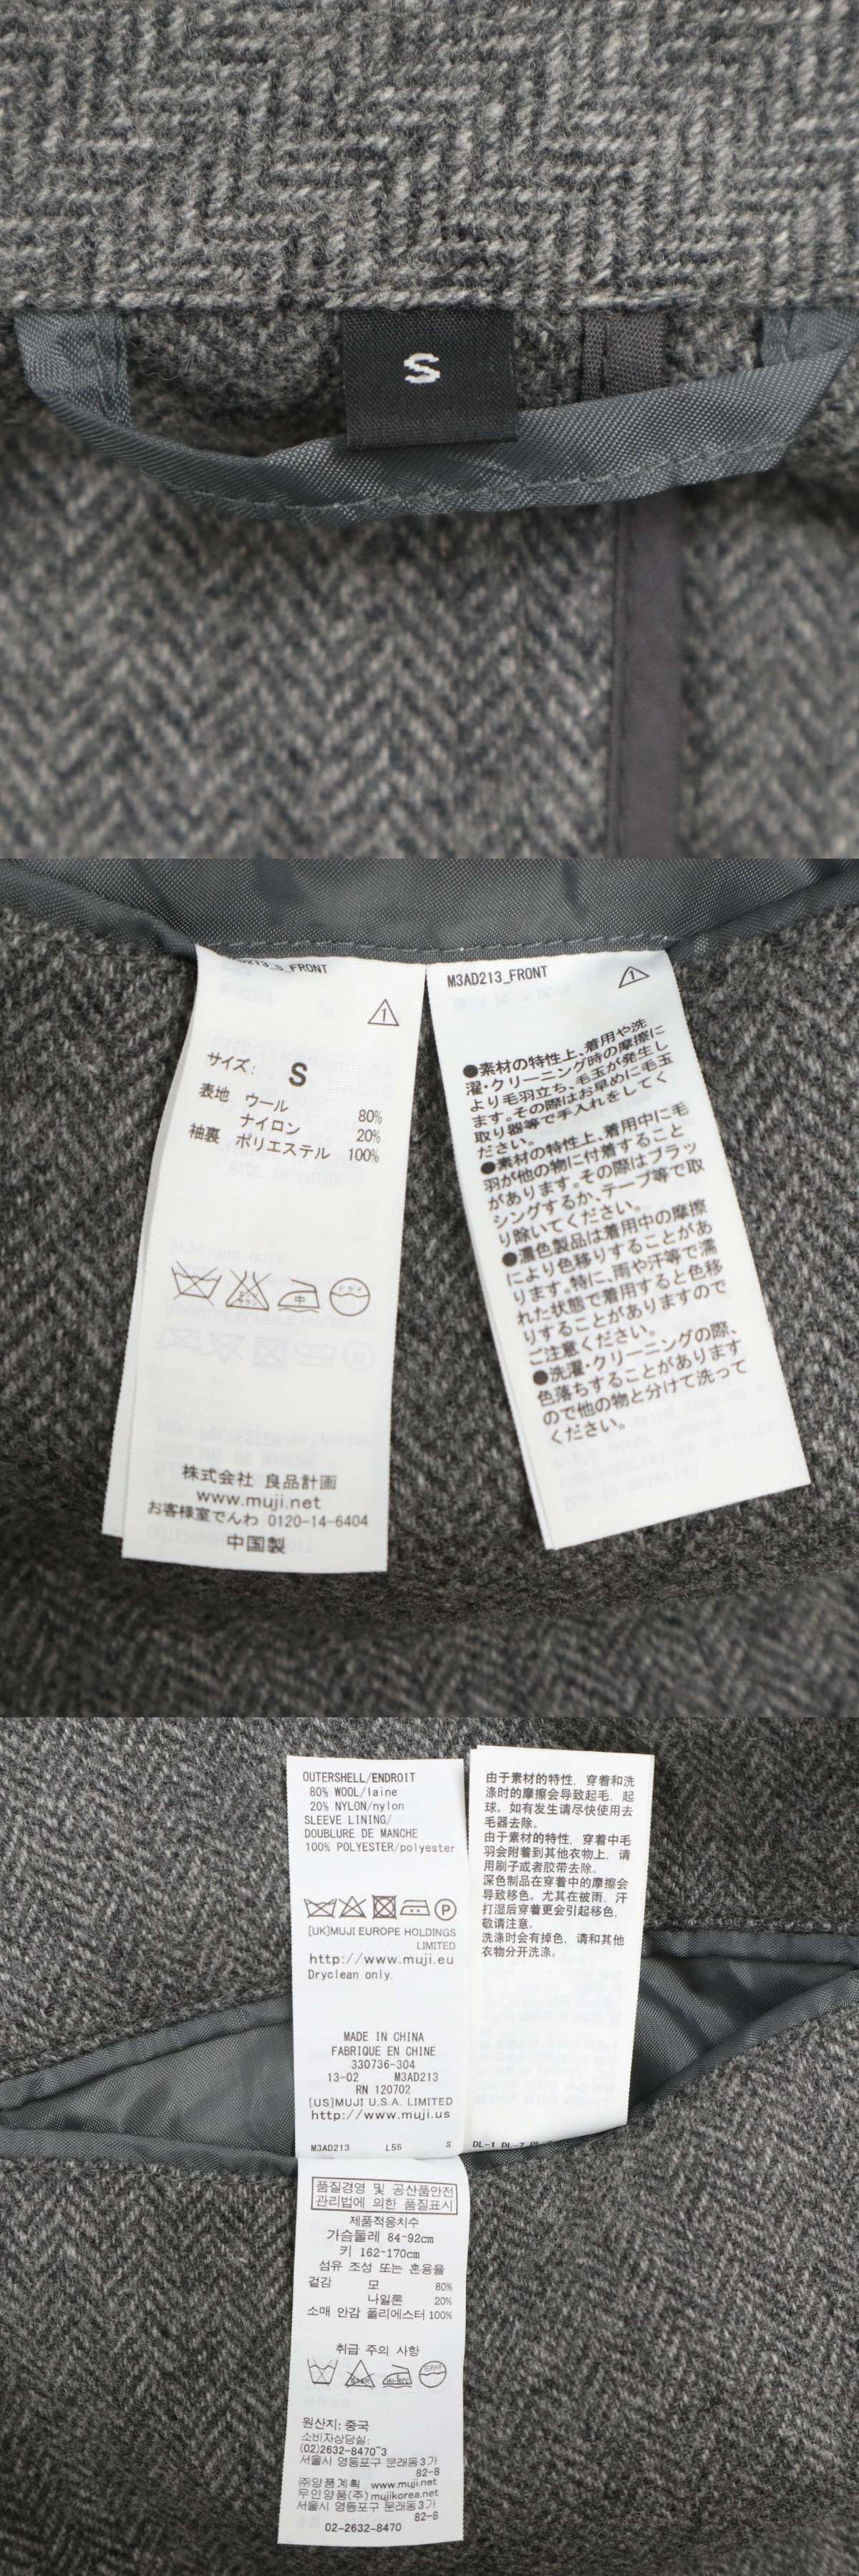 S
M3AD213_FRONT
サイズ: S
表地 ウール 80%
ナイロン 20%
袖裏 ポリエステル 100%
株式会社 良品計画
www.muji.net
お客様室でんわ 0120-14-6404
中国製
●素材の特性上、着用や洗
濯・クリーニング時の摩擦に
より毛羽立ち、毛玉が発生し
ます。その際はお早めに毛玉
取り器等で手入れをしてく
ださい。
●素材の特性上、着用中に毛
羽が他の物に付着すること
があります。その際はブラッ
シングするか、テープ等で取
り除いてください。
●濃色製品は着用中の摩擦
により色移りすることがあ
ります。特に、雨や汗等で濡
れた状態で着用すると色移
りすることがありますので
ご注意ください。
●洗濯・クリーニングの際、
色落ちすることがあります
ので他の物と分けて洗って
ください。
OUTERSHELL/ENDROIT
80% WOOL/laine
20% NYLON/nylon
SLEEVE LINING/
DOUBLURE DE MANCHE
100% POLYESTER/polyester
[UK]MUJI EUROPE HOLDINGS
LIMITED
http://www.muji.eu
Dryclean only.
MADE IN CHINA
FABRIQUE EN CHINE
330736-304
13-02 M3AD213
RN 120702
[US]MUJI U.S.A. LIMITED
http://www.muji.us
M3AD213 L55 S
由于素材的特性，穿着和洗
涤时的摩擦会导致起毛、起
球。如有发生请尽快使用去
毛器去除。
由于素材的特性，穿着中毛
羽会附着到其他衣物上，请
用刷子或者胶带去除。
深色制品在穿着中的摩擦会
导致移色。尤其在被雨、汗
打湿后穿着更会引起移色，
敬请注意。
洗涤时会有掉色，请和其他
衣物分开洗涤。
품질경영 및 공산품안전
관리법에 의한 품질표시
제품적응치수
가슴둘레 84-92cm
키 162-170cm
섬유 조성 또는 혼용율
겉감 모 80%
나일론 20%
소매 안감 폴리에스터 100%
취급 주의 사항
원산지: 중국
소비자상담실:
(02)2632-8470~3
서울시 영등포구 문래동3가
82-8
㈜양품계획 www.muji.net
무인양품(주) mujikorea.net
서울시 영등포구 문래동3가
82-8
02-2632-8470